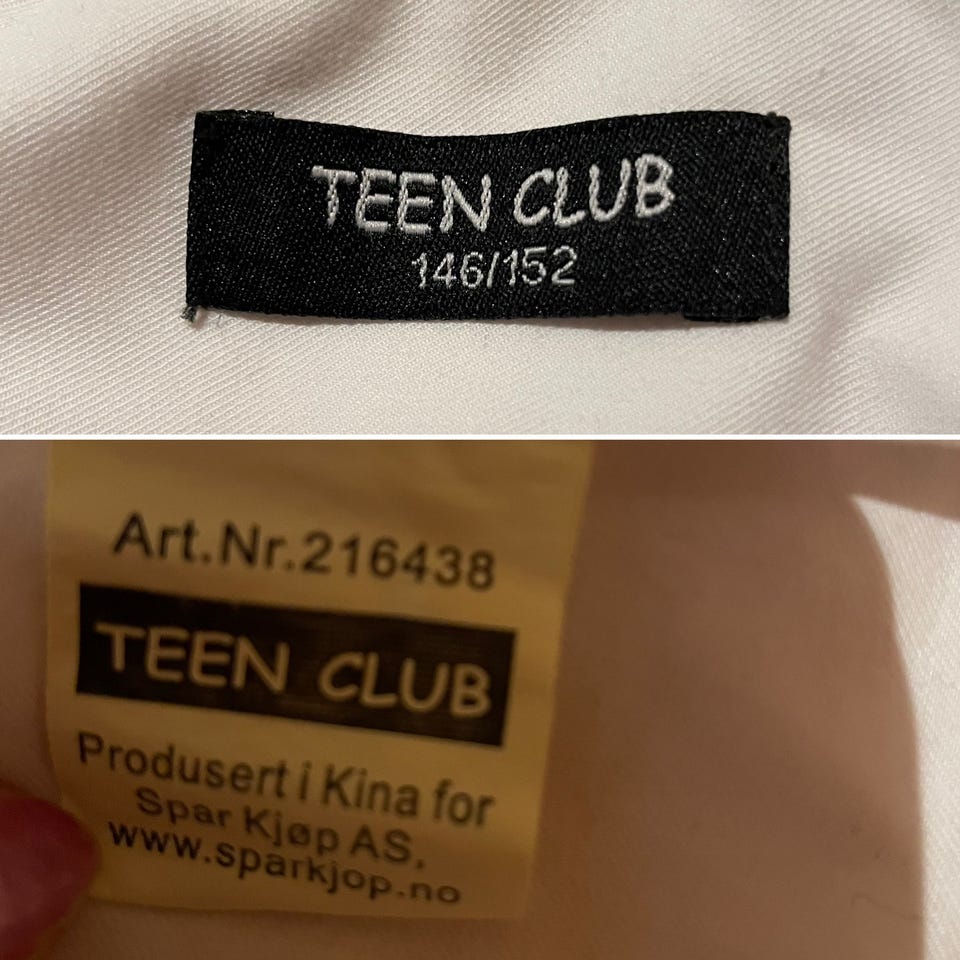 TEEN CLUB
146/152
Art.Nr.216438
TEEN CLUB
Produsert i Kina for
Spar Kjøp AS,
www.sparkjop.no